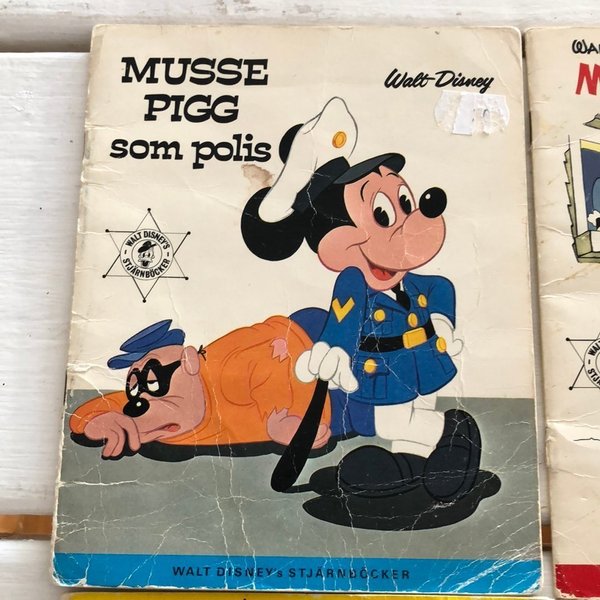 MUSSE
PIGG
som polis
Walt Disney
WALT DISNEY'S
STJÄRNBÖCKER
WALT DISNEY's STJÄRNBÖCKER